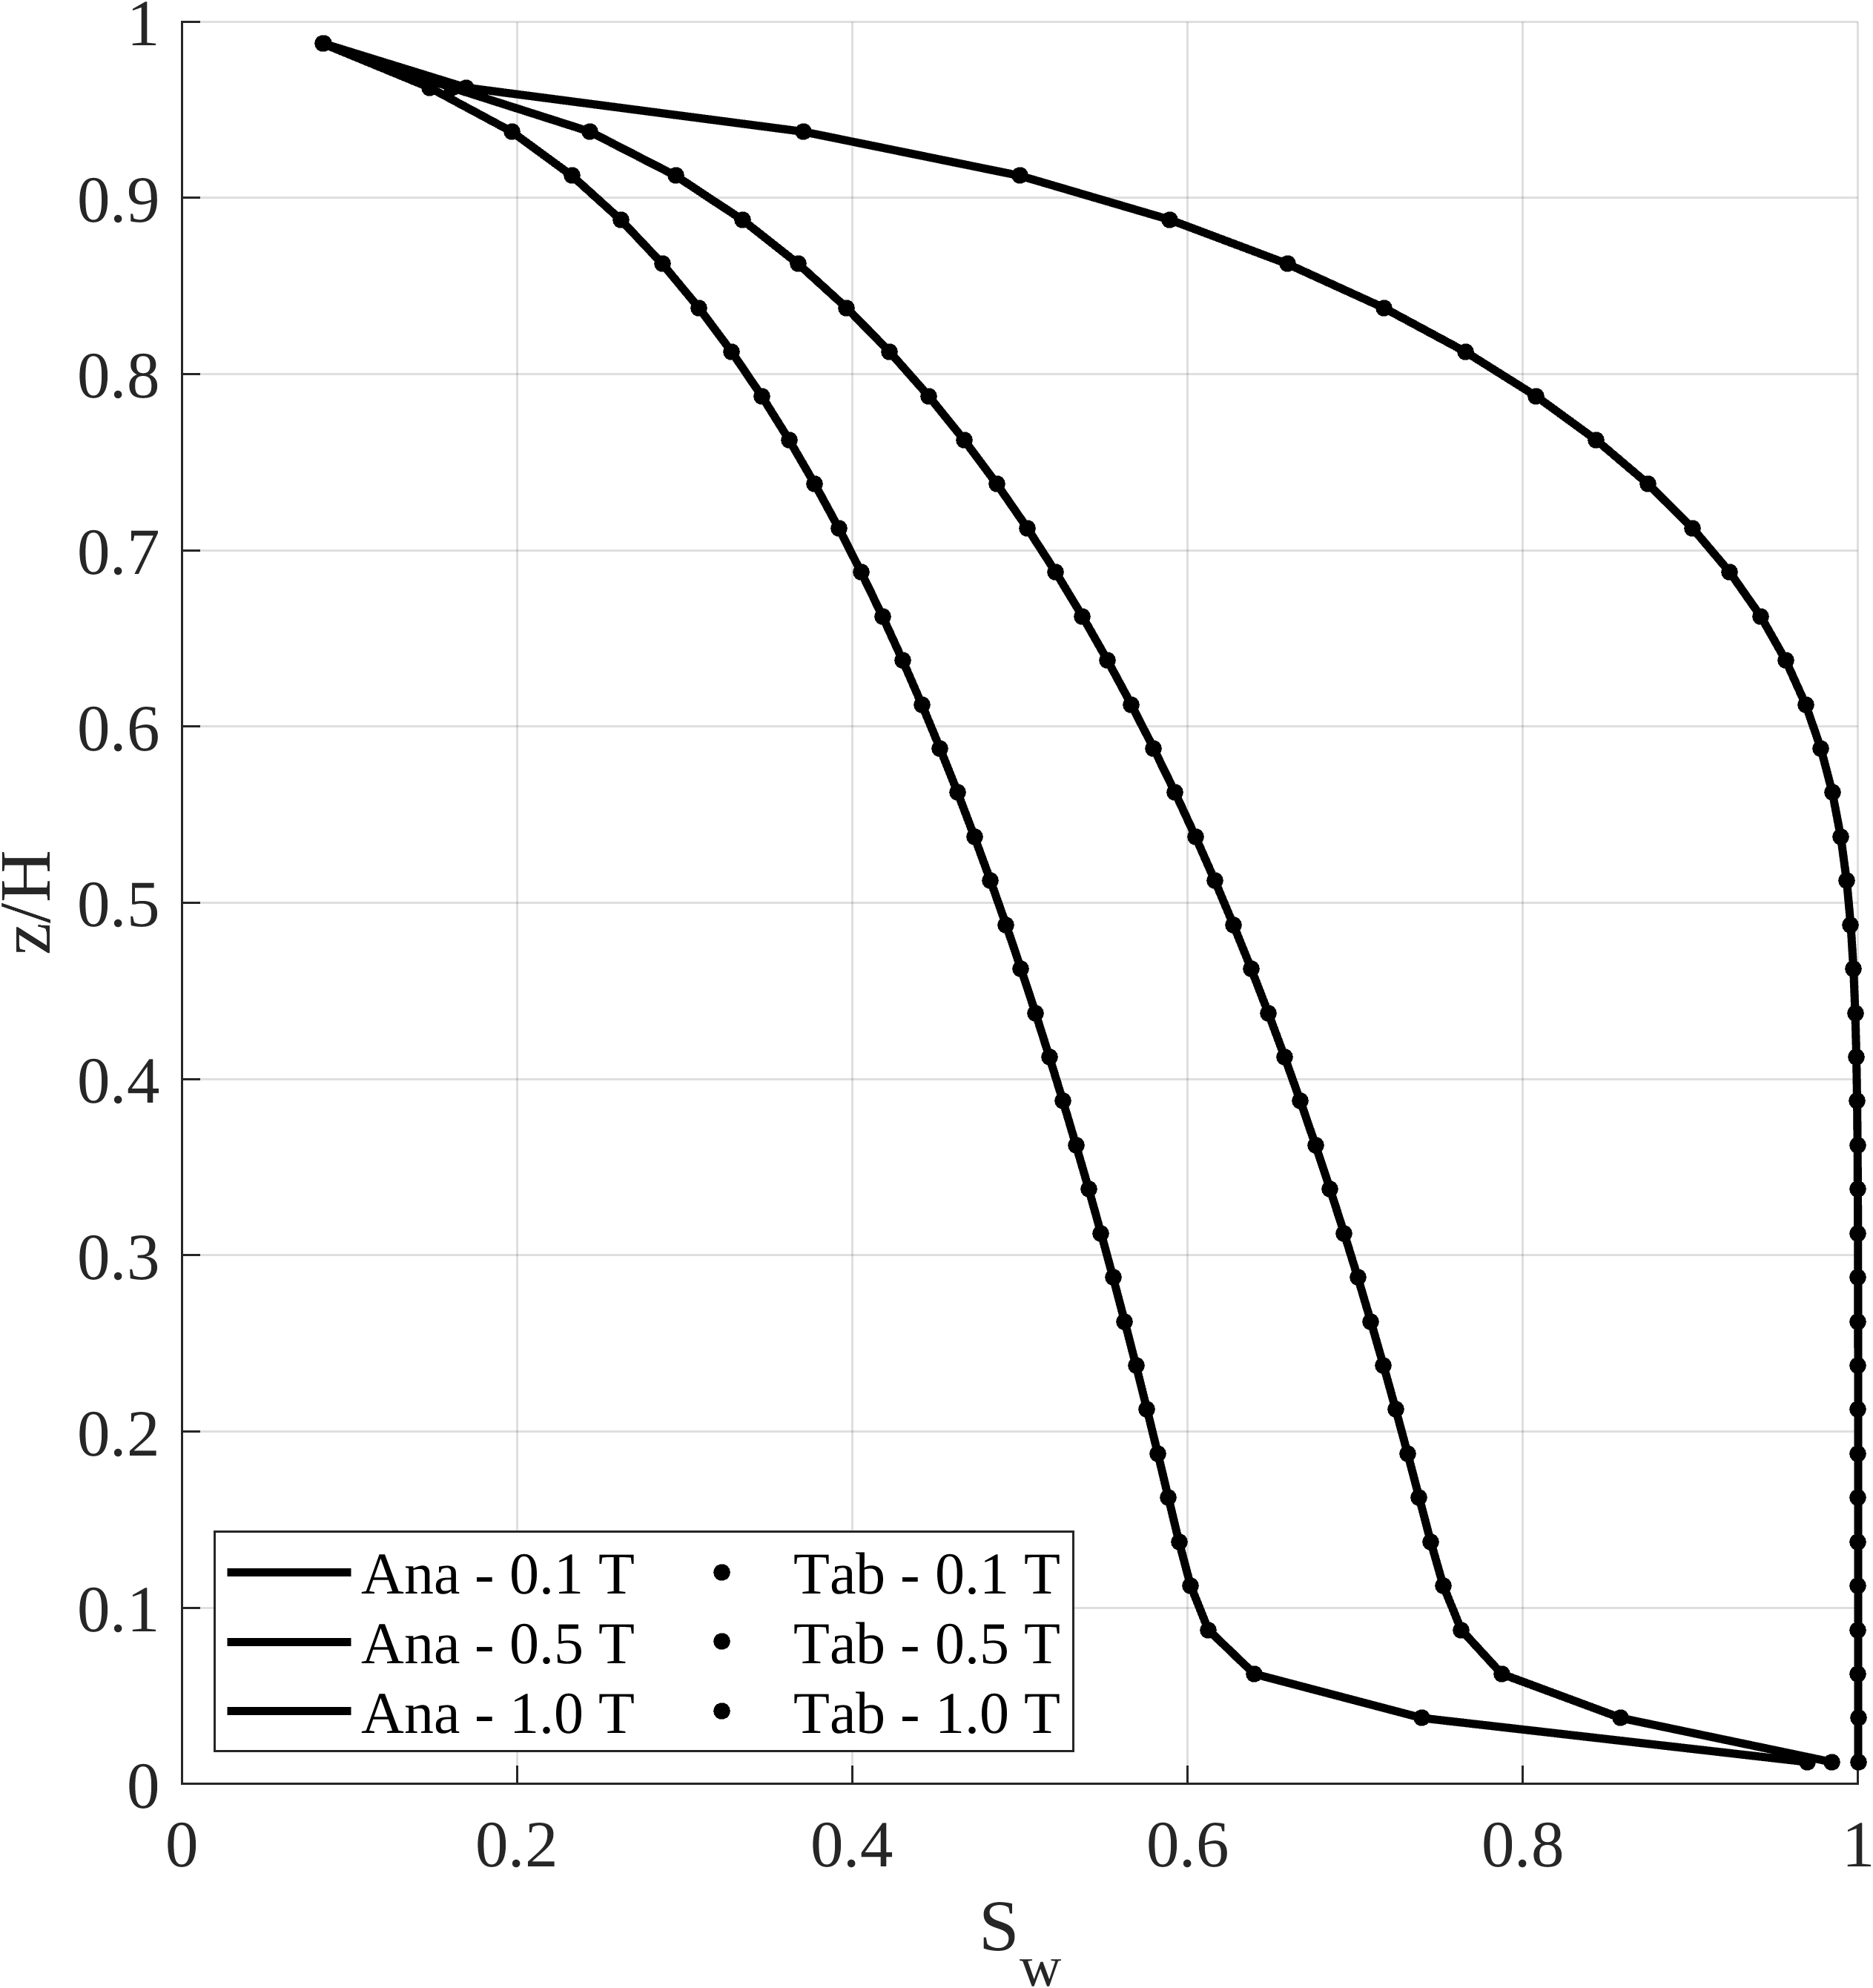 1
0.9
0.8
0.7
0.6
0.5
0.4
0.3
0.2
0.1
0
z/H
Ana - 0.1 T Tab - 0.1 T
Ana - 0.5 T Tab - 0.5 T
Ana - 1.0 T Tab - 1.0 T
0 0.2 0.4 0.6 0.8 1
S_w